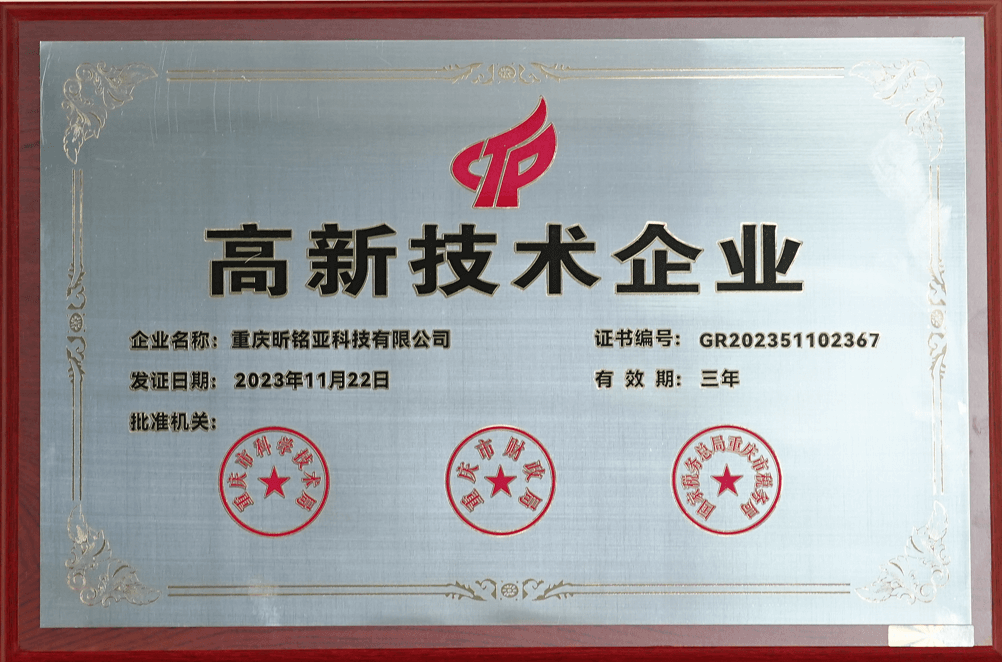 CTP
高新技术企业
企业名称：重庆昕铭亚科技有限公司
证书编号：GR202351102367
发证日期：2023年11月22日
有效期：三年
批准机关：
重庆市科学技术局
重庆市财政局
国家税务总局重庆市税务局